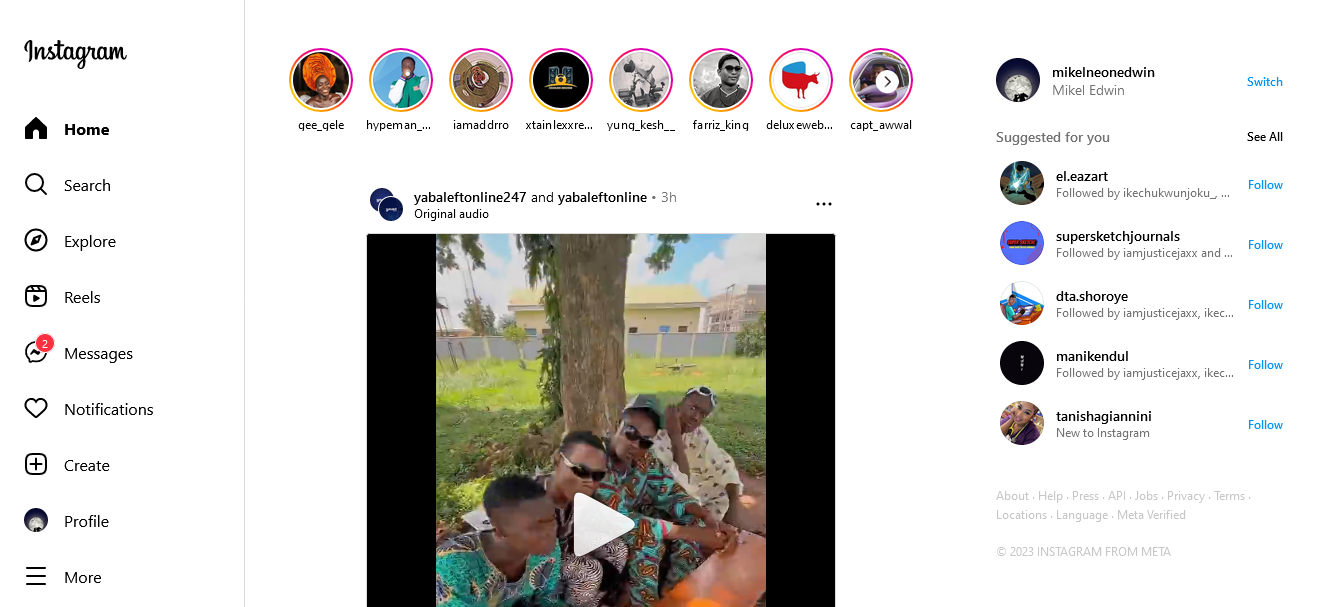 Instagram
Home
Search
Explore
Reels
2
Messages
Notifications
Create
Profile
More
gee_gele
hypeman_...
iamaddrro
xtainlexxre...
yung_kesh__
farriz_king
deluxeweb...
capt_awwal
yabaleftonline247 and yabaleftonline • 3h
Original audio
mikelneonedwin
Mikel Edwin
Switch
Suggested for you
See All
el.eazart
Followed by ikechukwunjoku_, ...
Follow
supersketchjournals
Followed by iamjusticejaxx and ...
Follow
dta.shoroye
Followed by iamjusticejaxx, ikec...
Follow
manikendul
Followed by iamjusticejaxx, ikec...
Follow
tanishagiannini
New to Instagram
Follow
About · Help · Press · API · Jobs · Privacy · Terms ·
Locations · Language · Meta Verified
© 2023 INSTAGRAM FROM META